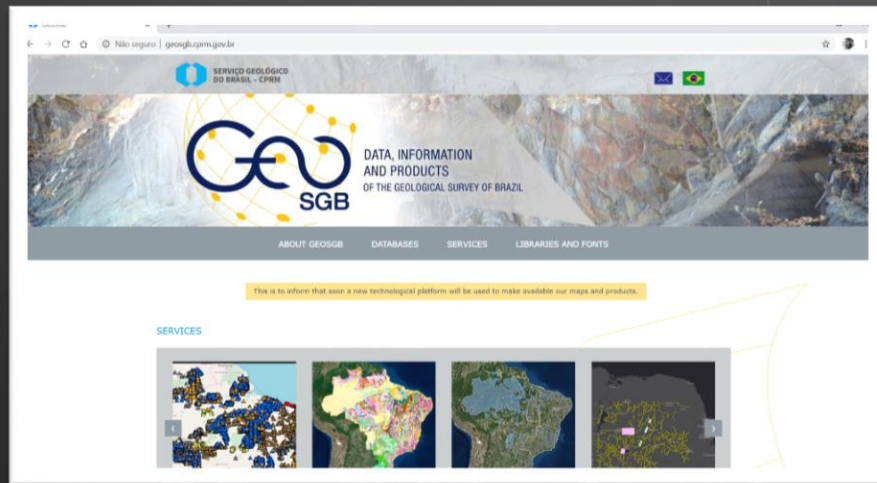 Não seguro | geosgb.cprm.gov.br
SERVIÇO GEOLÓGICO
DO BRASIL – CPRM
Geo
SGB
DATA, INFORMATION
AND PRODUCTS
OF THE GEOLOGICAL SURVEY OF BRAZIL
ABOUT GEOSGB DATABASES SERVICES LIBRARIES AND FONTS
This is to inform that soon a new technological platform will be used to make available our maps and products.
SERVICES